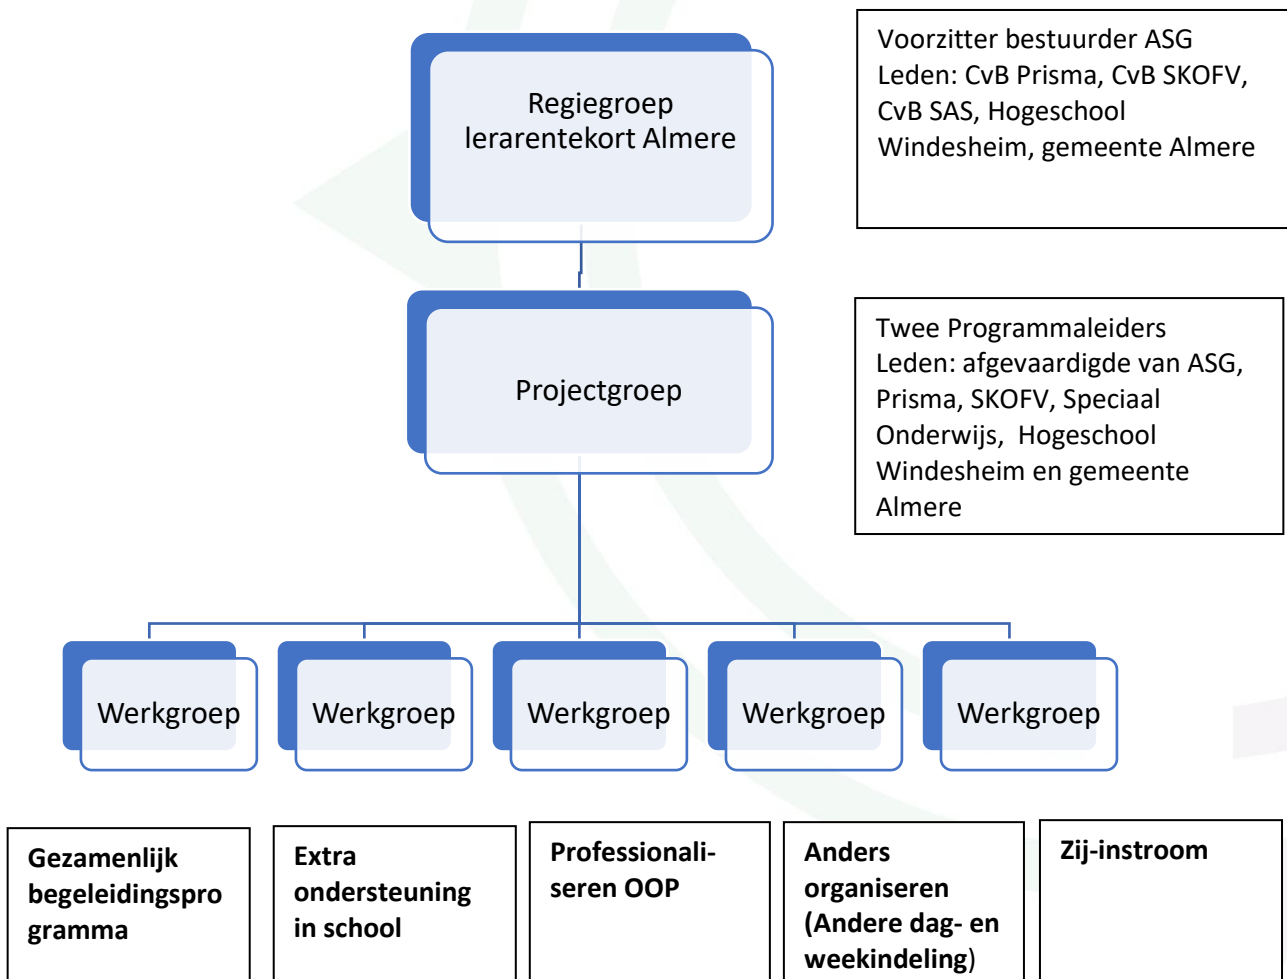 Regiegroep
lerarentekort Almere
Voorzitter bestuurder ASG
Leden: CvB Prisma, CvB SKOFV,
CvB SAS, Hogeschool
Windesheim, gemeente Almere
Projectgroep
Twee Programmaleiders
Leden: afgevaardigde van ASG,
Prisma, SKOFV, Speciaal
Onderwijs, Hogeschool
Windesheim en gemeente
Almere
Werkgroep
Werkgroep
Werkgroep
Werkgroep
Werkgroep
Gezamenlijk
begeleidingspro
gramma
Extra
ondersteuning
in school
Professionali-
seren OOP
Anders
organiseren
(Andere dag- en
weekindeling)
Zij-instroom